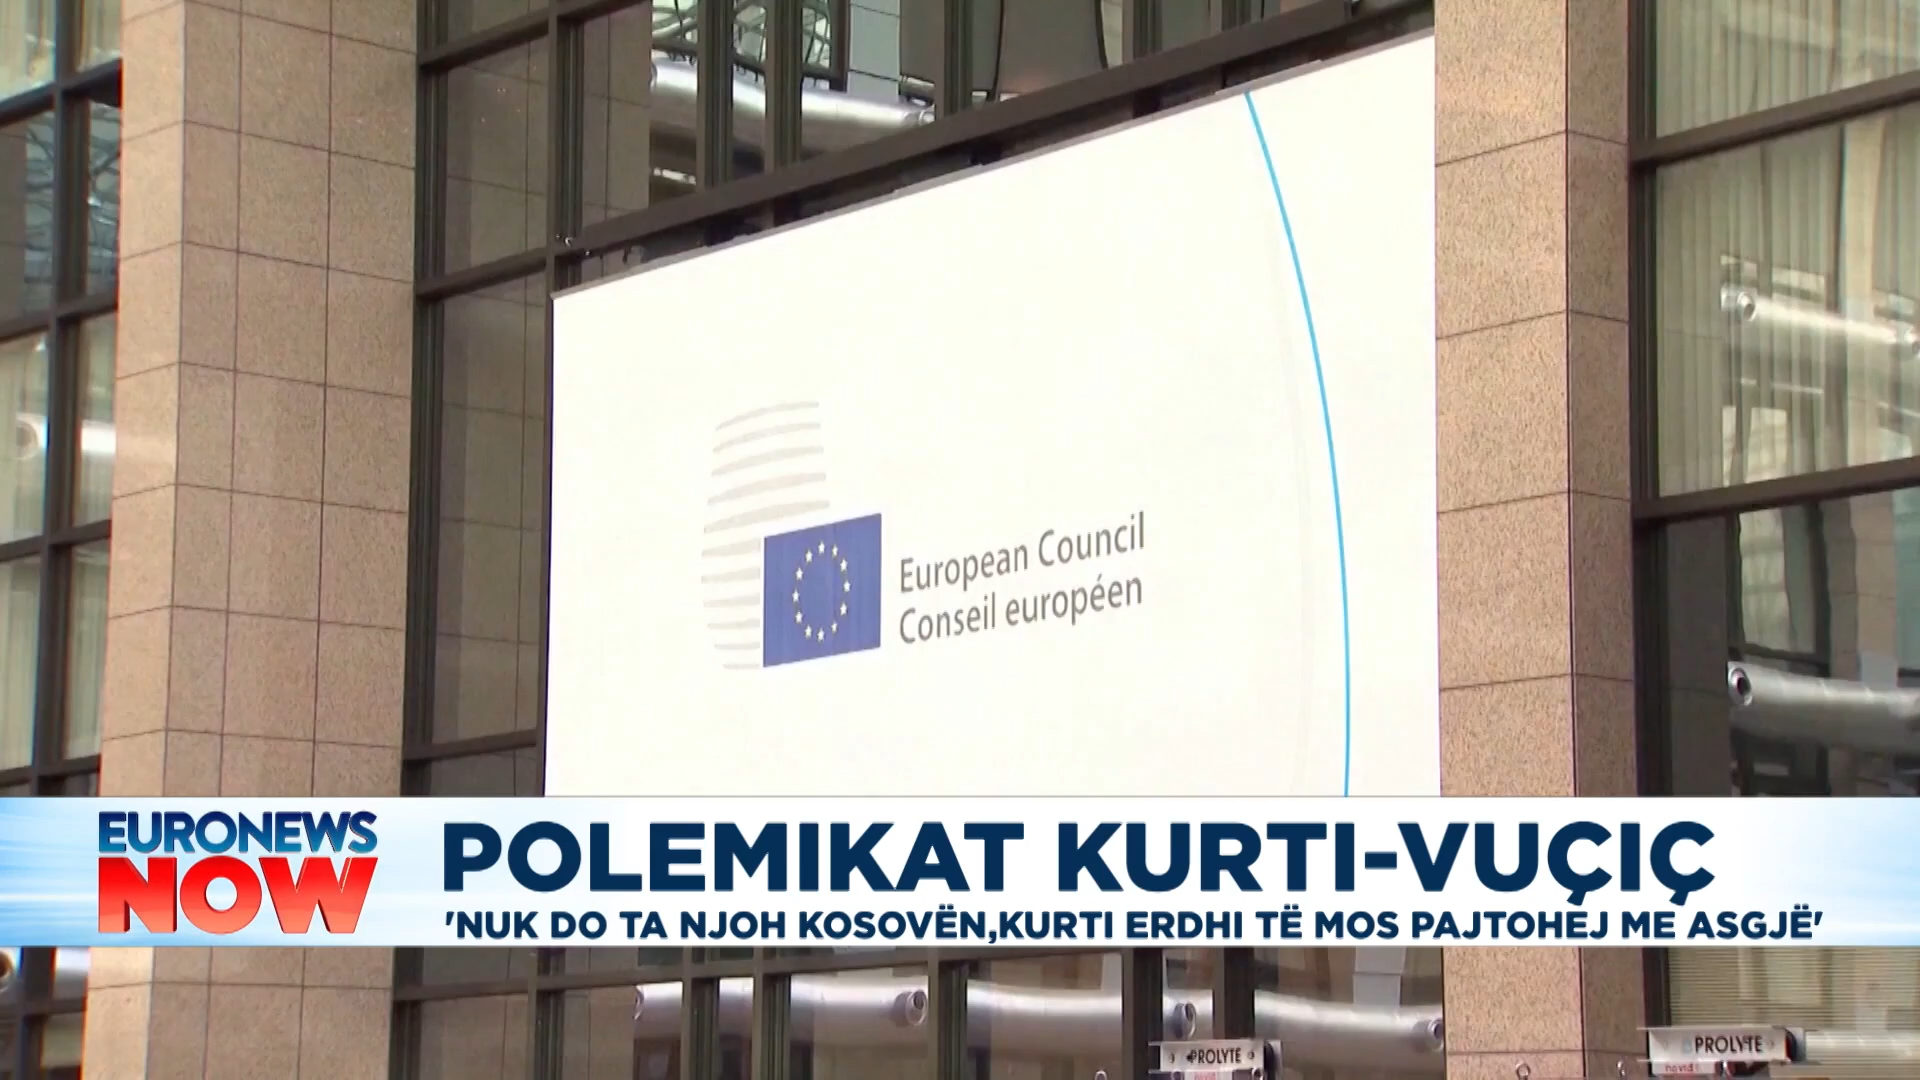 European Council
Conseil européen
EURONEWS
NOW
POLEMIKAT KURTI-VUÇIÇ
'NUK DO TA NJOH KOSOVËN,KURTI ERDHI TË MOS PAJTOHEJ ME ASGJË'
PROLYTE
PROLYTE